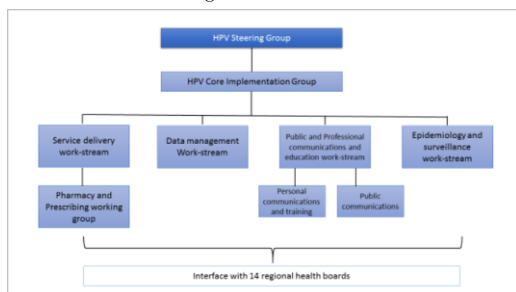 HPV Steering Group
HPV Core Implementation Group
Service delivery
work-stream
Data management
Work-stream
Public and Professional
communications and
education work-stream
Epidemiology and
surveillance
work-stream
Pharmacy and
Prescribing working
group
Personal
communications
and training
Public
communications
Interface with 14 regional health boards